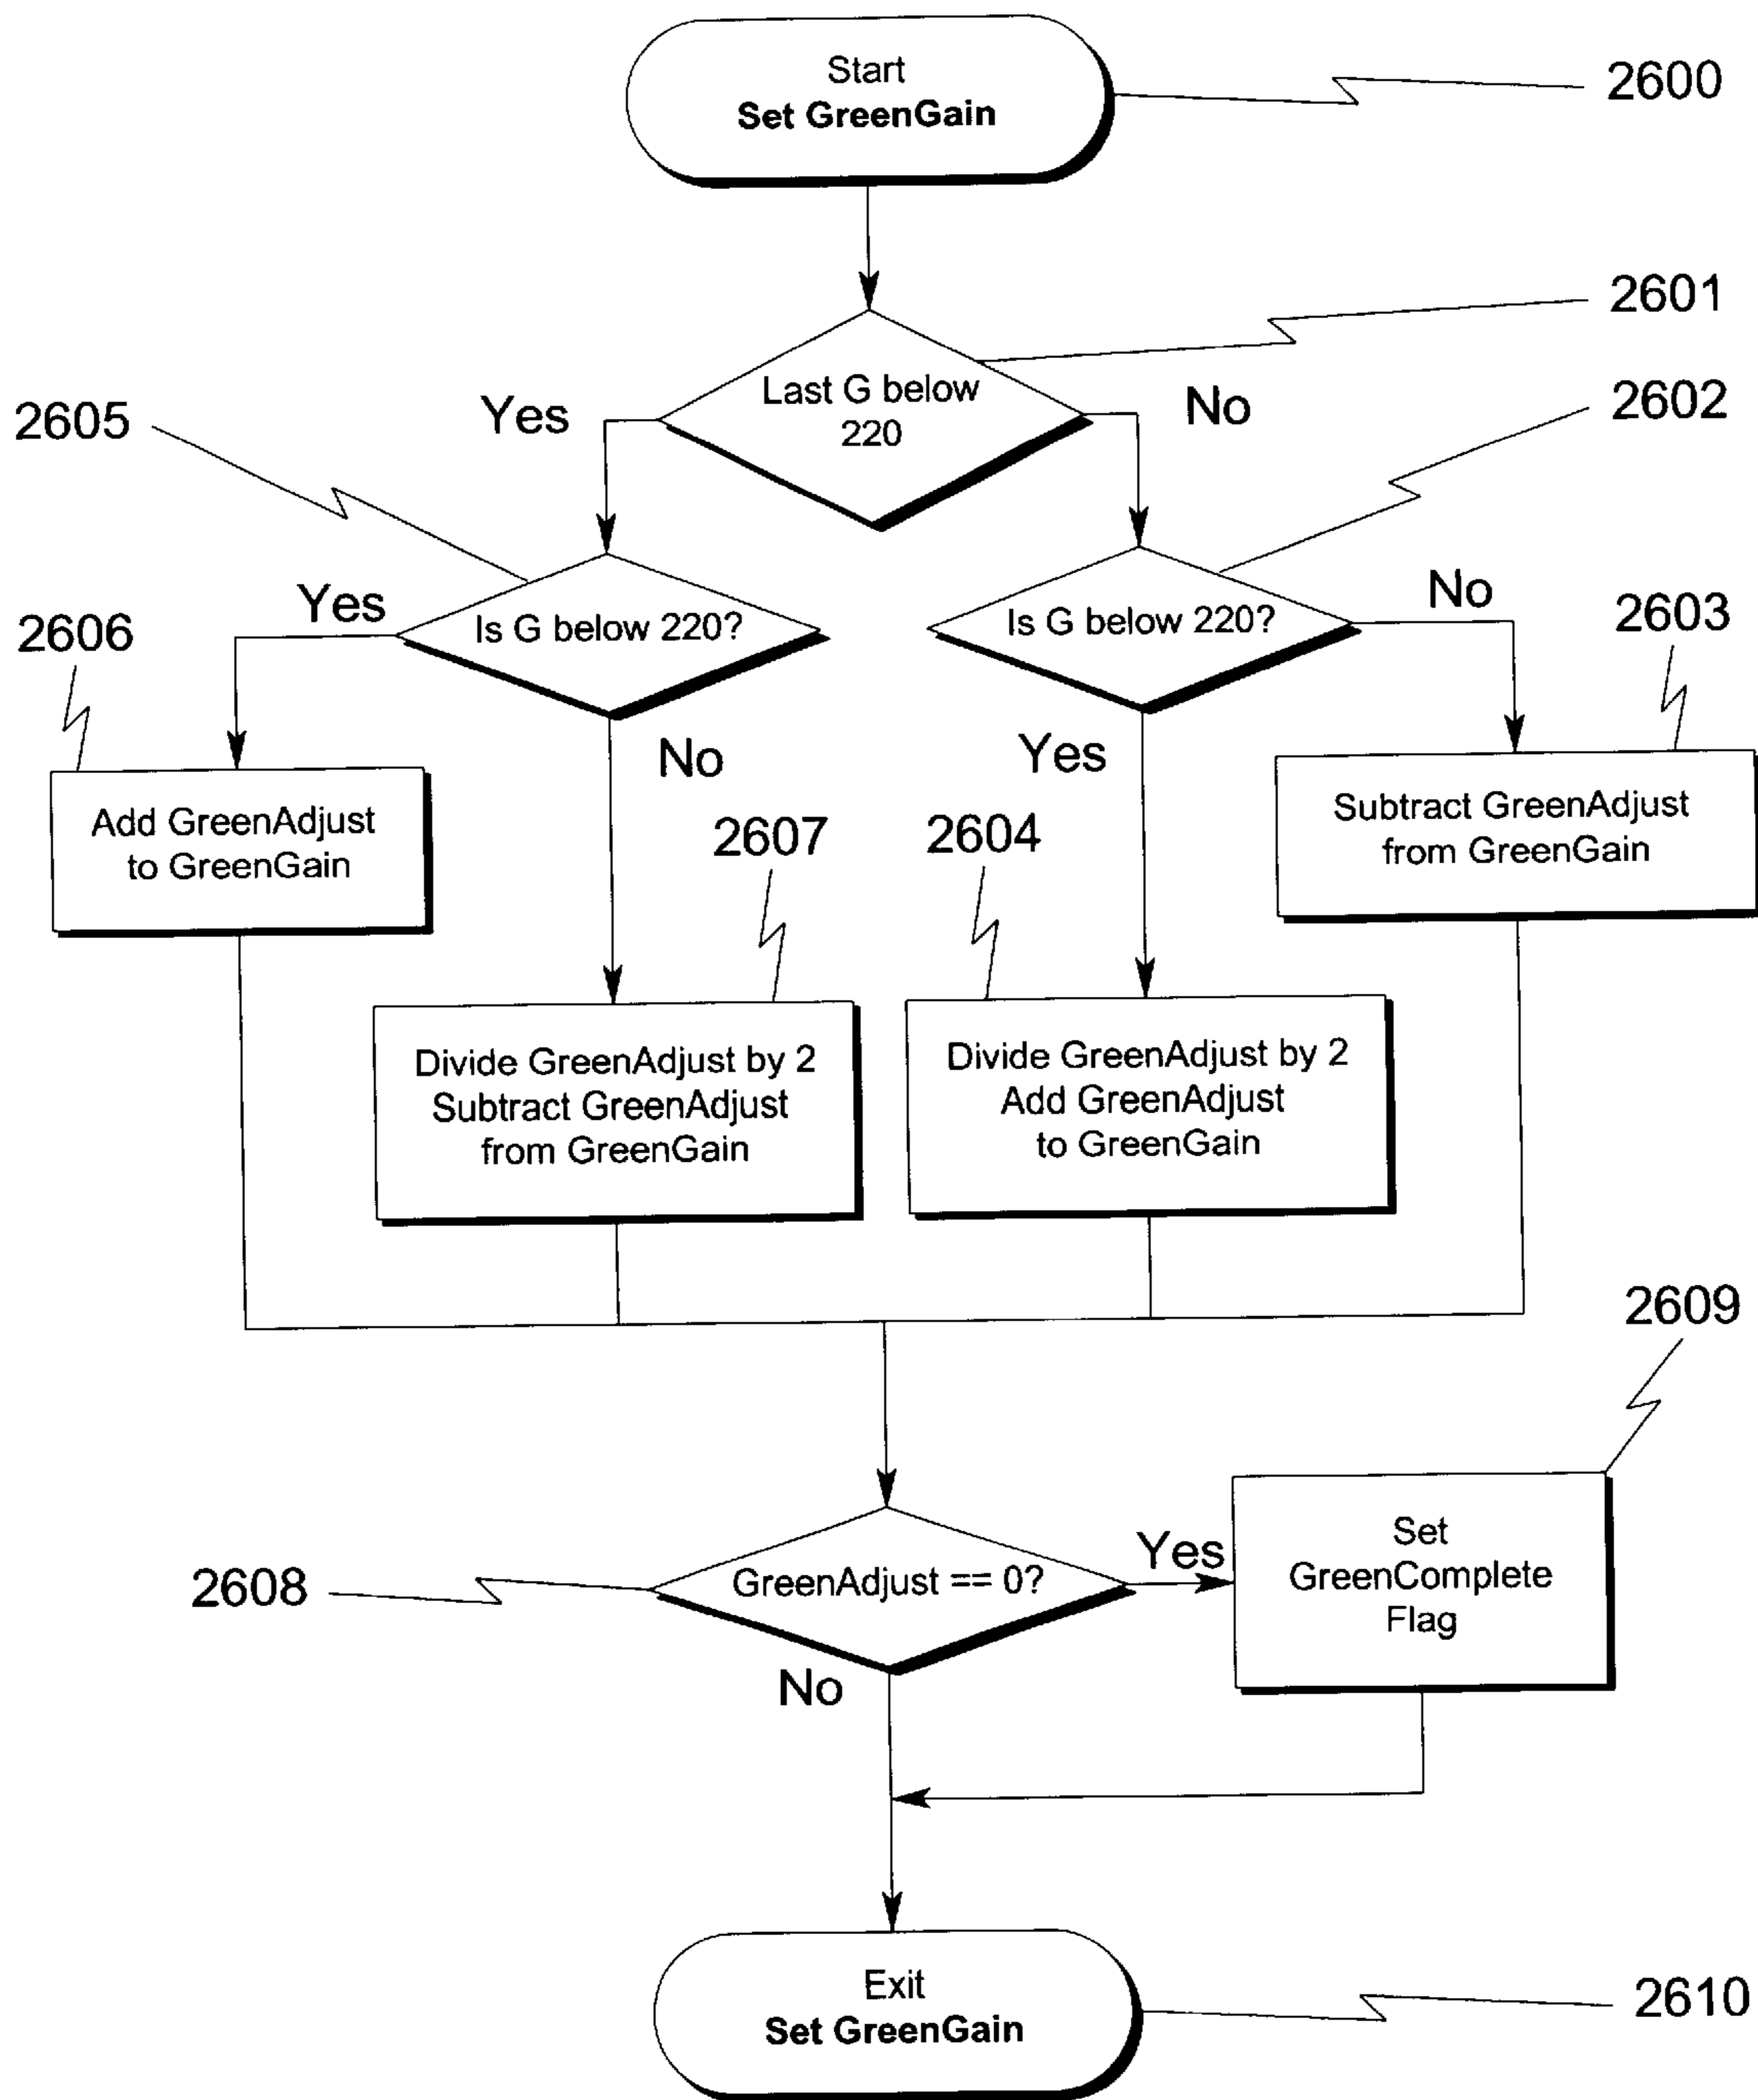 Start
Set GreenGain
2600
2601
Last G below
220
Yes
No
2605
2602
Is G below 220?
Yes
No
Is G below 220?
Yes
No
2606
2603
Add GreenAdjust
to GreenGain
Subtract GreenAdjust
from GreenGain
2607
2604
Divide GreenAdjust by 2
Subtract GreenAdjust
from GreenGain
Divide GreenAdjust by 2
Add GreenAdjust
to GreenGain
2609
GreenAdjust == 0?
Yes
Set
GreenComplete
Flag
2608
No
Exit
Set GreenGain
2610